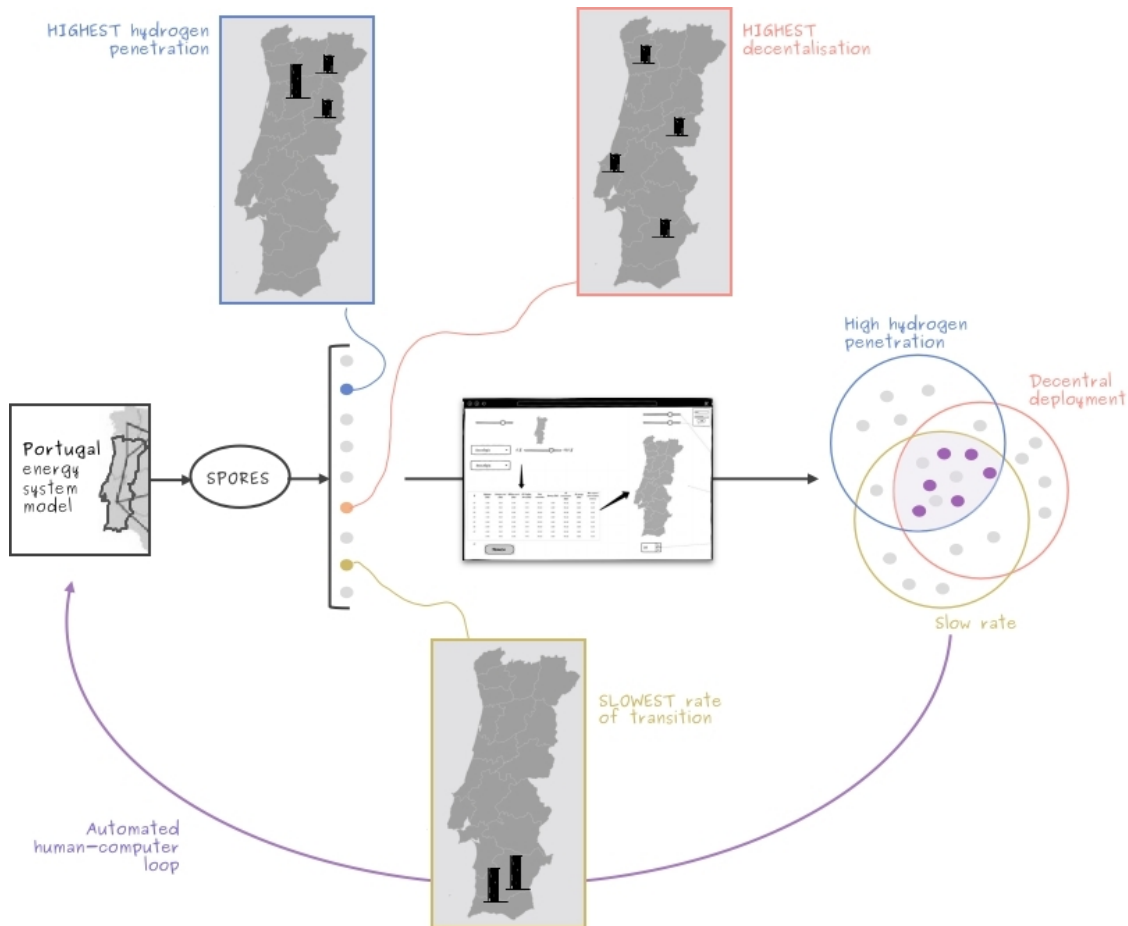 HIGHEST hydrogen
penetration
HIGHEST
decentalisation
High hydrogen
penetration
Decentral
deployment
Portugal
energy
system
model
SPORES
Slow rate
SLOWEST rate
of transition
Automated
human-computer
loop